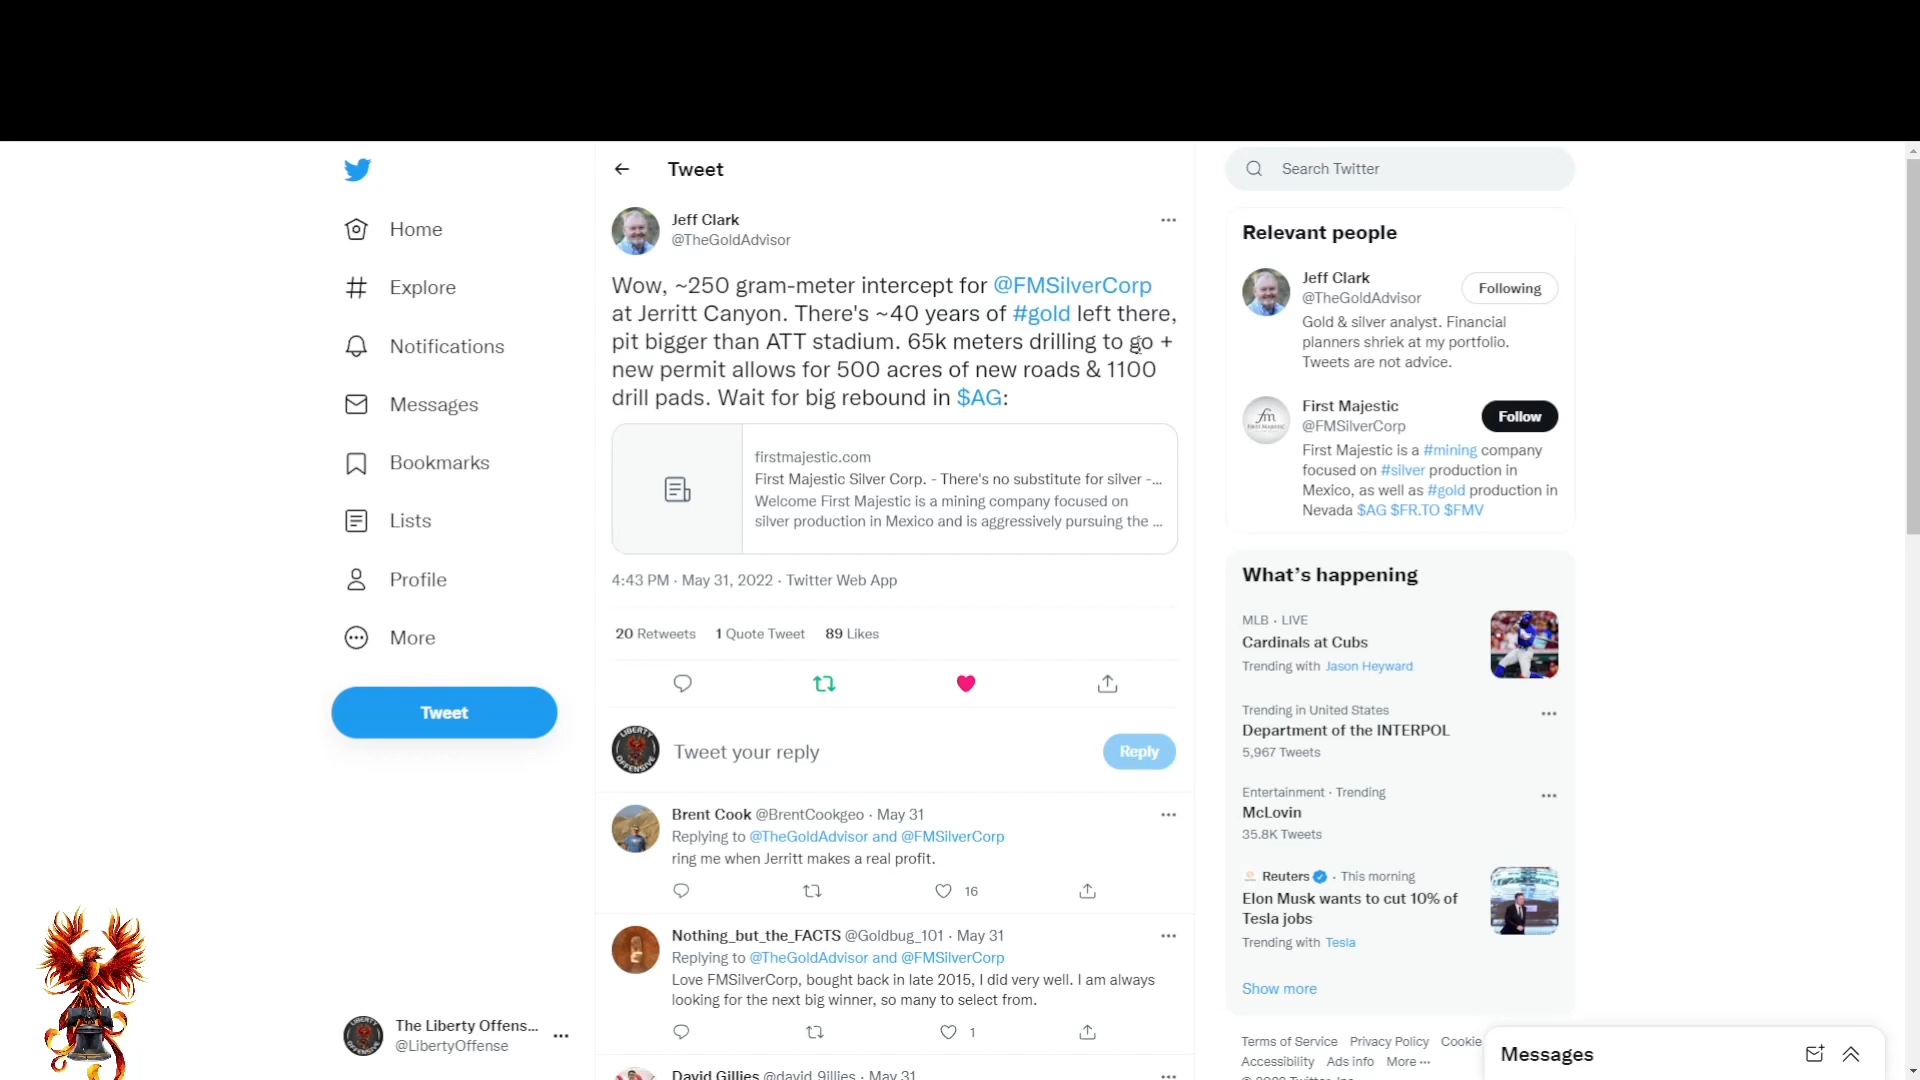 Home
Explore
Notifications
Messages
Bookmarks
Lists
Profile
More
Tweet
The Liberty Offens...
@LibertyOffense
Tweet
Jeff Clark
@TheGoldAdvisor
Wow, ~250 gram-meter intercept for @FMSilverCorp
at Jerritt Canyon. There's ~40 years of #gold left there,
pit bigger than ATT stadium. 65k meters drilling to go +
new permit allows for 500 acres of new roads & 1100
drill pads. Wait for big rebound in $AG:
firstmajestic.com
First Majestic Silver Corp. - There's no substitute for silver -...
Welcome First Majestic is a mining company focused on
silver production in Mexico and is aggressively pursuing the ...
4:43 PM · May 31, 2022 · Twitter Web App
20 Retweets 1 Quote Tweet 89 Likes
LIBERTY
OFFENSIVE
Tweet your reply
Reply
Brent Cook @BrentCookgeo · May 31
Replying to @TheGoldAdvisor and @FMSilverCorp
ring me when Jerritt makes a real profit.
16
Nothing_but_the_FACTS @Goldbug_101 · May 31
Replying to @TheGoldAdvisor and @FMSilverCorp
Love FMSilverCorp, bought back in late 2015, I did very well. I am always
looking for the next big winner, so many to select from.
1
David Gillies @david_9illies · May 31
Search Twitter
Relevant people
Jeff Clark
@TheGoldAdvisor
Following
Gold & silver analyst. Financial
planners shriek at my portfolio.
Tweets are not advice.
fm
FIRST MAJESTIC
First Majestic
@FMSilverCorp
Follow
First Majestic is a #mining company
focused on #silver production in
Mexico, as well as #gold production in
Nevada $AG $FR.TO $FMV
What's happening
MLB · LIVE
Cardinals at Cubs
Trending with Jason Heyward
Trending in United States
Department of the INTERPOL
5,967 Tweets
Entertainment · Trending
McLovin
35.8K Tweets
Reuters · This morning
Elon Musk wants to cut 10% of
Tesla jobs
Trending with Tesla
Show more
Terms of Service Privacy Policy Cookie
Accessibility Ads info More ···
Messages